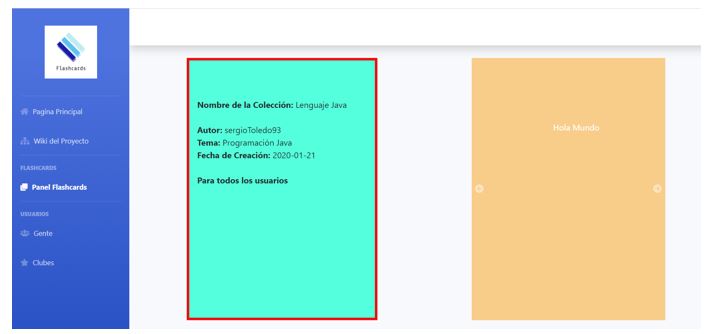 Flashcards
Pagina Principal
Wiki del Proyecto
FLASHCARDS
Panel Flashcards
USUARIOS
Gente
Clubes
Nombre de la Colección: Lenguaje Java
Autor: sergioToledo93
Tema: Programación Java
Fecha de Creación: 2020-01-21
Para todos los usuarios
Hola Mundo